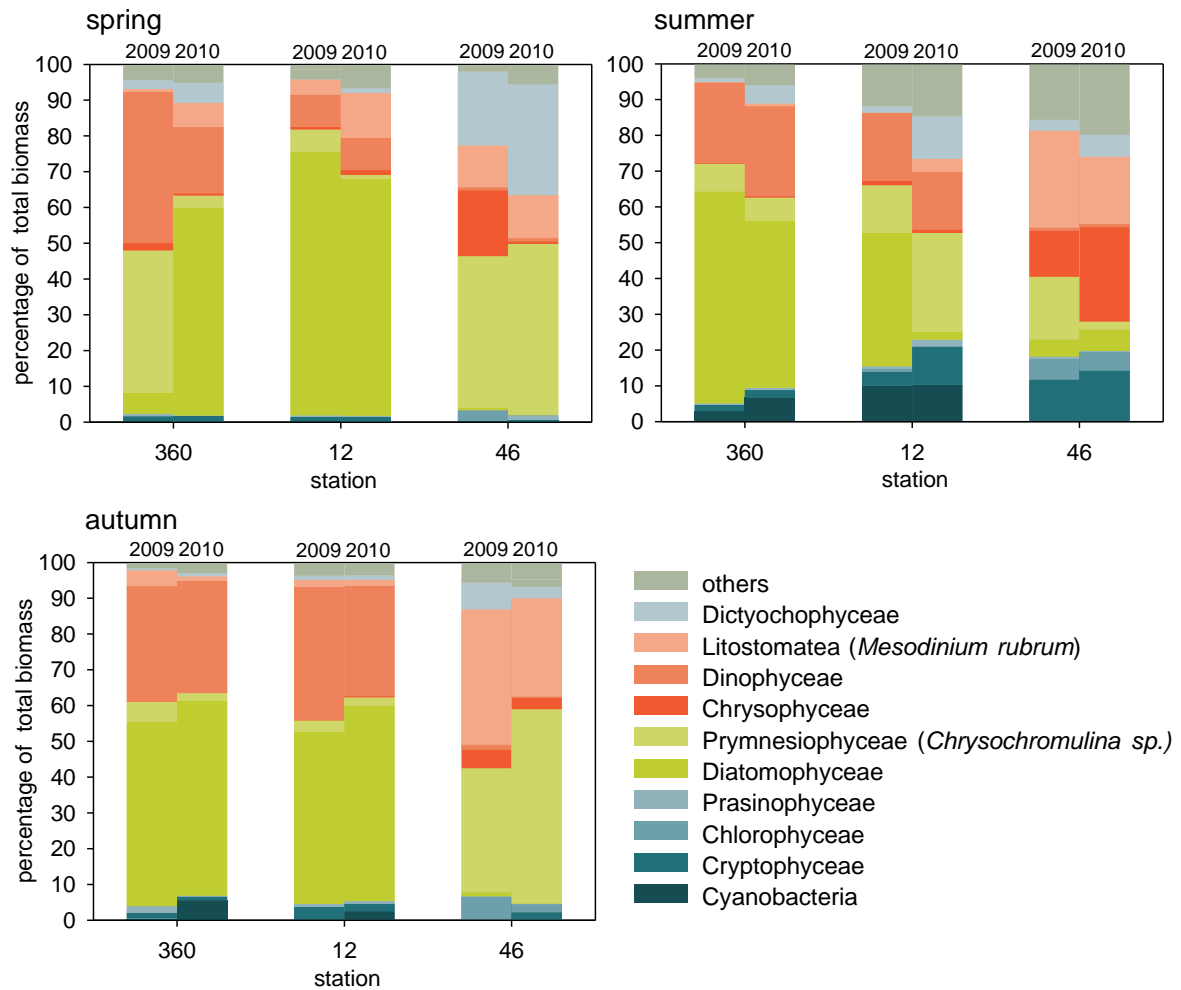 spring
2009 2010 2009 2010 2009 2010
100
90
80
70
60
50
40
30
20
10
0
percentage of total biomass
360 12 46
station
summer
2009 2010 2009 2010 2009 2010
100
90
80
70
60
50
40
30
20
10
0
360 12 46
station
autumn
2009 2010 2009 2010 2009 2010
100
90
80
70
60
50
40
30
20
10
0
percentage of total biomass
360 12 46
station
others
Dictyochophyceae
Litostomatea (Mesodinium rubrum)
Dinophyceae
Chrysophyceae
Prymnesiophyceae (Chrysochromulina sp.)
Diatomophyceae
Prasinophyceae
Chlorophyceae
Cryptophyceae
Cyanobacteria